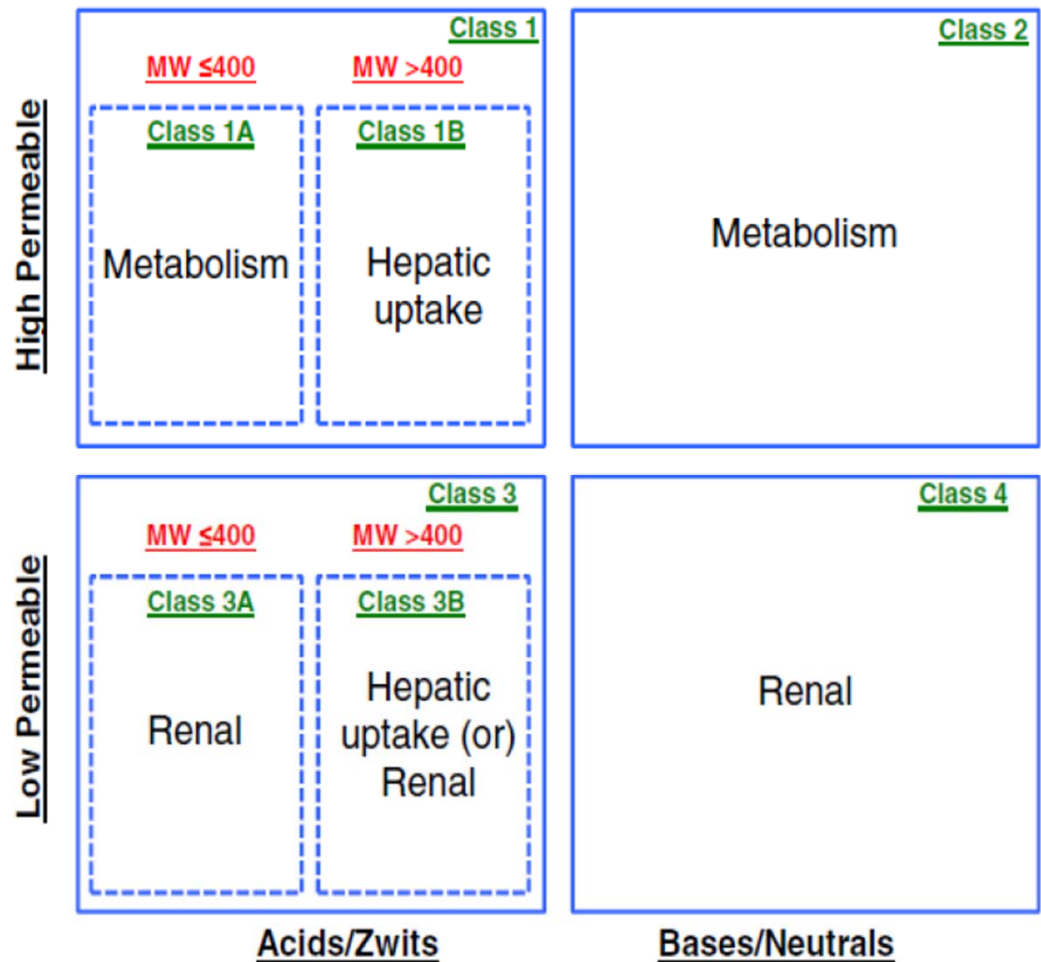 Class 1
MW ≤400
MW >400
Class 1A
Class 1B
Metabolism
Hepatic
uptake
Class 2
Metabolism
High Permeable
Class 3
MW ≤400
MW >400
Class 3A
Class 3B
Renal
Hepatic
uptake (or)
Renal
Class 4
Renal
Low Permeable
Acids/Zwits
Bases/Neutrals